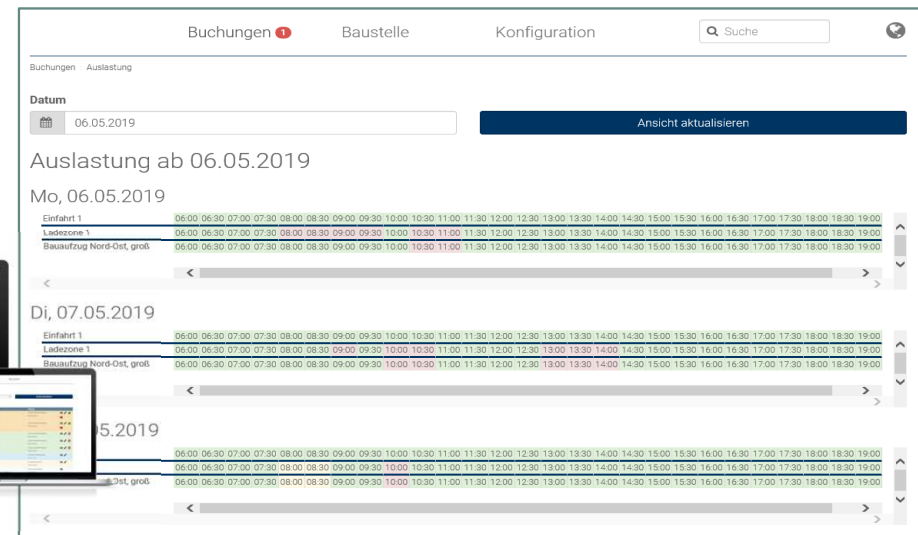 Buchungen 1 Baustelle Konfiguration Suche
Buchungen Auslastung
Datum
06.05.2019 Ansicht aktualisieren
Auslastung ab 06.05.2019
Mo, 06.05.2019
Einfahrt 1 06:00 06:30 07:00 07:30 08:00 08:30 09:00 09:30 10:00 10:30 11:00 11:30 12:00 12:30 13:00 13:30 14:00 14:30 15:00 15:30 16:00 16:30 17:00 17:30 18:00 18:30 19:00
Ladezone 1 06:00 06:30 07:00 07:30 08:00 08:30 09:00 09:30 10:00 10:30 11:00 11:30 12:00 12:30 13:00 13:30 14:00 14:30 15:00 15:30 16:00 16:30 17:00 17:30 18:00 18:30 19:00
Bauaufzug Nord-Ost, groß 06:00 06:30 07:00 07:30 08:00 08:30 09:00 09:30 10:00 10:30 11:00 11:30 12:00 12:30 13:00 13:30 14:00 14:30 15:00 15:30 16:00 16:30 17:00 17:30 18:00 18:30 19:00
Di, 07.05.2019
Einfahrt 1 06:00 06:30 07:00 07:30 08:00 08:30 09:00 09:30 10:00 10:30 11:00 11:30 12:00 12:30 13:00 13:30 14:00 14:30 15:00 15:30 16:00 16:30 17:00 17:30 18:00 18:30 19:00
Ladezone 1 06:00 06:30 07:00 07:30 08:00 08:30 09:00 09:30 10:00 10:30 11:00 11:30 12:00 12:30 13:00 13:30 14:00 14:30 15:00 15:30 16:00 16:30 17:00 17:30 18:00 18:30 19:00
Bauaufzug Nord-Ost, groß 06:00 06:30 07:00 07:30 08:00 08:30 09:00 09:30 10:00 10:30 11:00 11:30 12:00 12:30 13:00 13:30 14:00 14:30 15:00 15:30 16:00 16:30 17:00 17:30 18:00 18:30 19:00
5.2019
06:00 06:30 07:00 07:30 08:00 08:30 09:00 09:30 10:00 10:30 11:00 11:30 12:00 12:30 13:00 13:30 14:00 14:30 15:00 15:30 16:00 16:30 17:00 17:30 18:00 18:30 19:00
06:00 06:30 07:00 07:30 08:00 08:30 09:00 09:30 10:00 10:30 11:00 11:30 12:00 12:30 13:00 13:30 14:00 14:30 15:00 15:30 16:00 16:30 17:00 17:30 18:00 18:30 19:00
Ost, groß 06:00 06:30 07:00 07:30 08:00 08:30 09:00 09:30 10:00 10:30 11:00 11:30 12:00 12:30 13:00 13:30 14:00 14:30 15:00 15:30 16:00 16:30 17:00 17:30 18:00 18:30 19:00